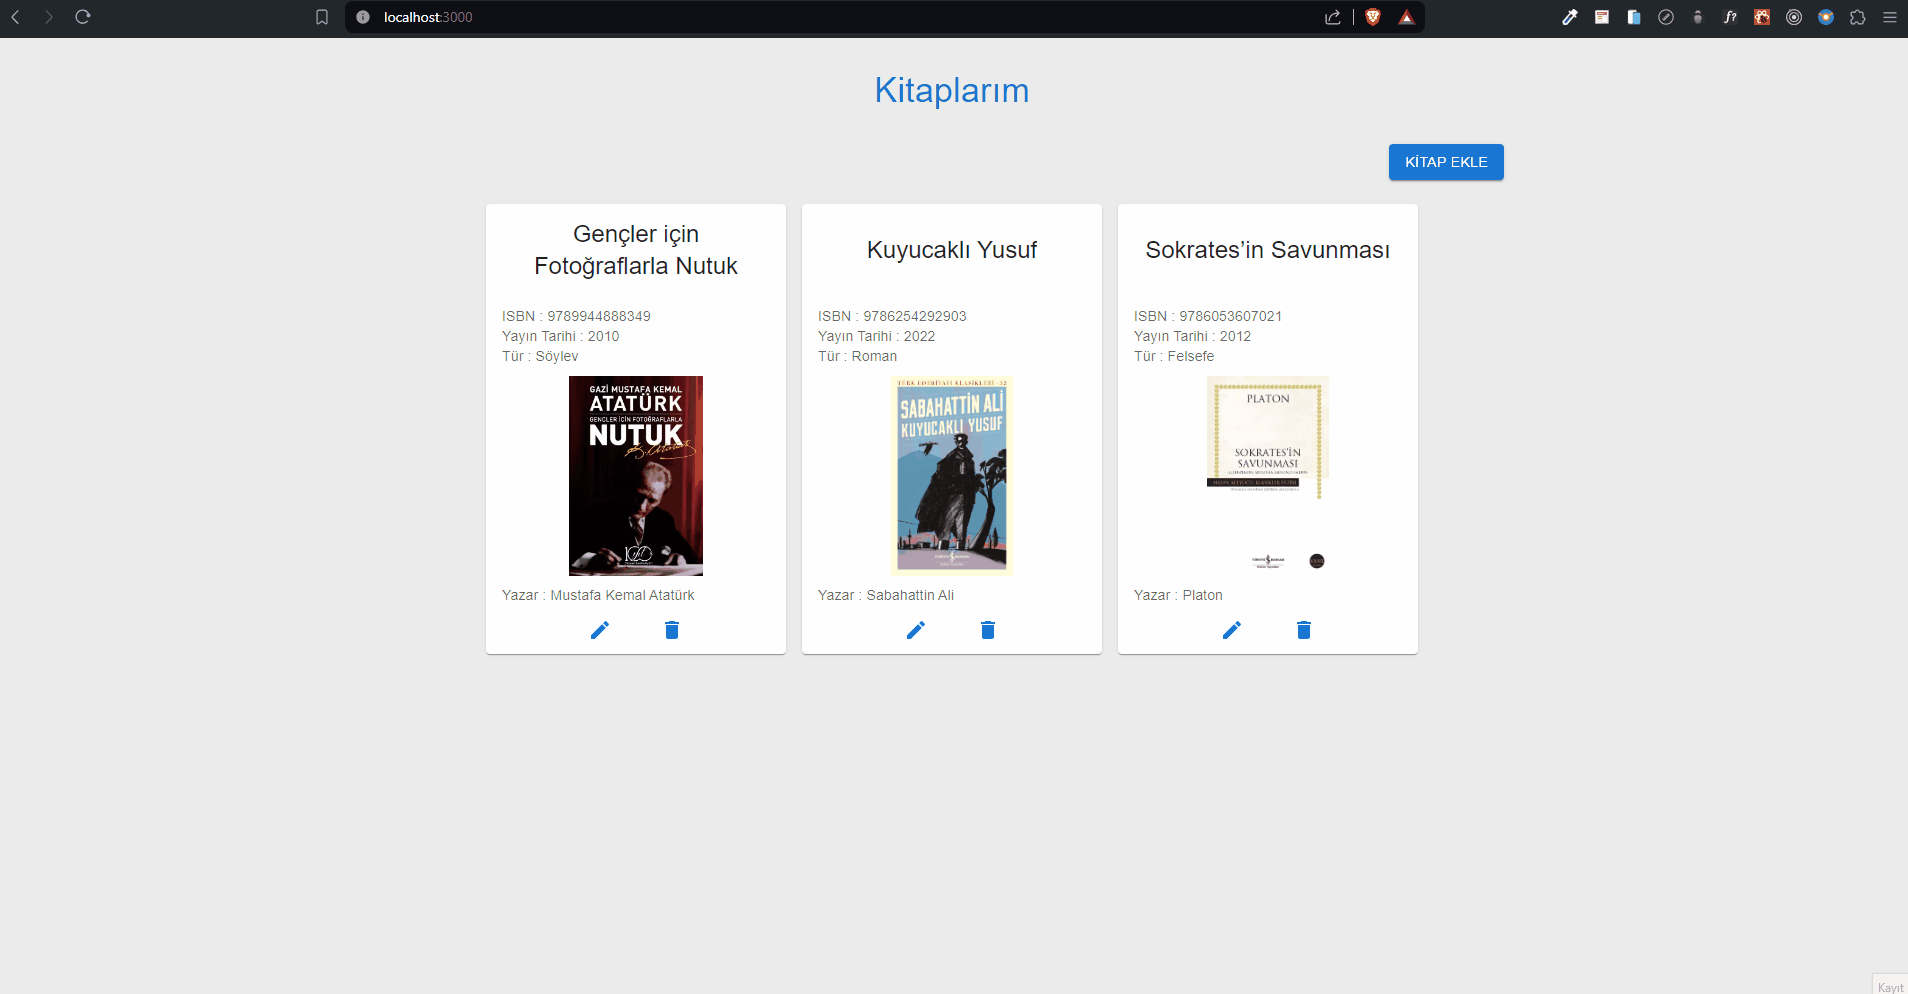 localhost:3000
Kitaplarım
KİTAP EKLE
Gençler için
Fotoğraflarla Nutuk
ISBN : 9789944888349
Yayın Tarihi : 2010
Tür : Söylev
GAZİ MUSTAFA KEMAL
ATATÜRK
GENÇLER İÇİN FOTOĞRAFLARLA
NUTUK
Yazar : Mustafa Kemal Atatürk
Kuyucaklı Yusuf
ISBN : 9786254292903
Yayın Tarihi : 2022
Tür : Roman
TÜRK EDEBİYATI KLASİKLERİ - 32
SABAHATTİN ALİ
KUYUCAKLI YUSUF
Yazar : Sabahattin Ali
Sokrates’in Savunması
ISBN : 9786053607021
Yayın Tarihi : 2012
Tür : Felsefe
PLATON
SOKRATES'İN
SAVUNMASI
Yazar : Platon
Kayıt